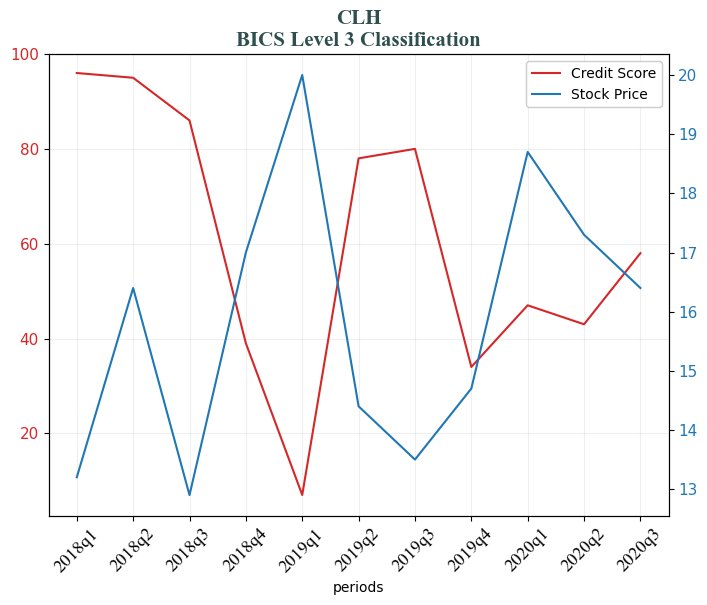 CLH
BICS Level 3 Classification
Credit Score
Stock Price
100
80
60
40
20
20
19
18
17
16
15
14
13
2018q1
2018q2
2018q3
2018q4
2019q1
2019q2
2019q3
2019q4
2020q1
2020q2
2020q3
periods